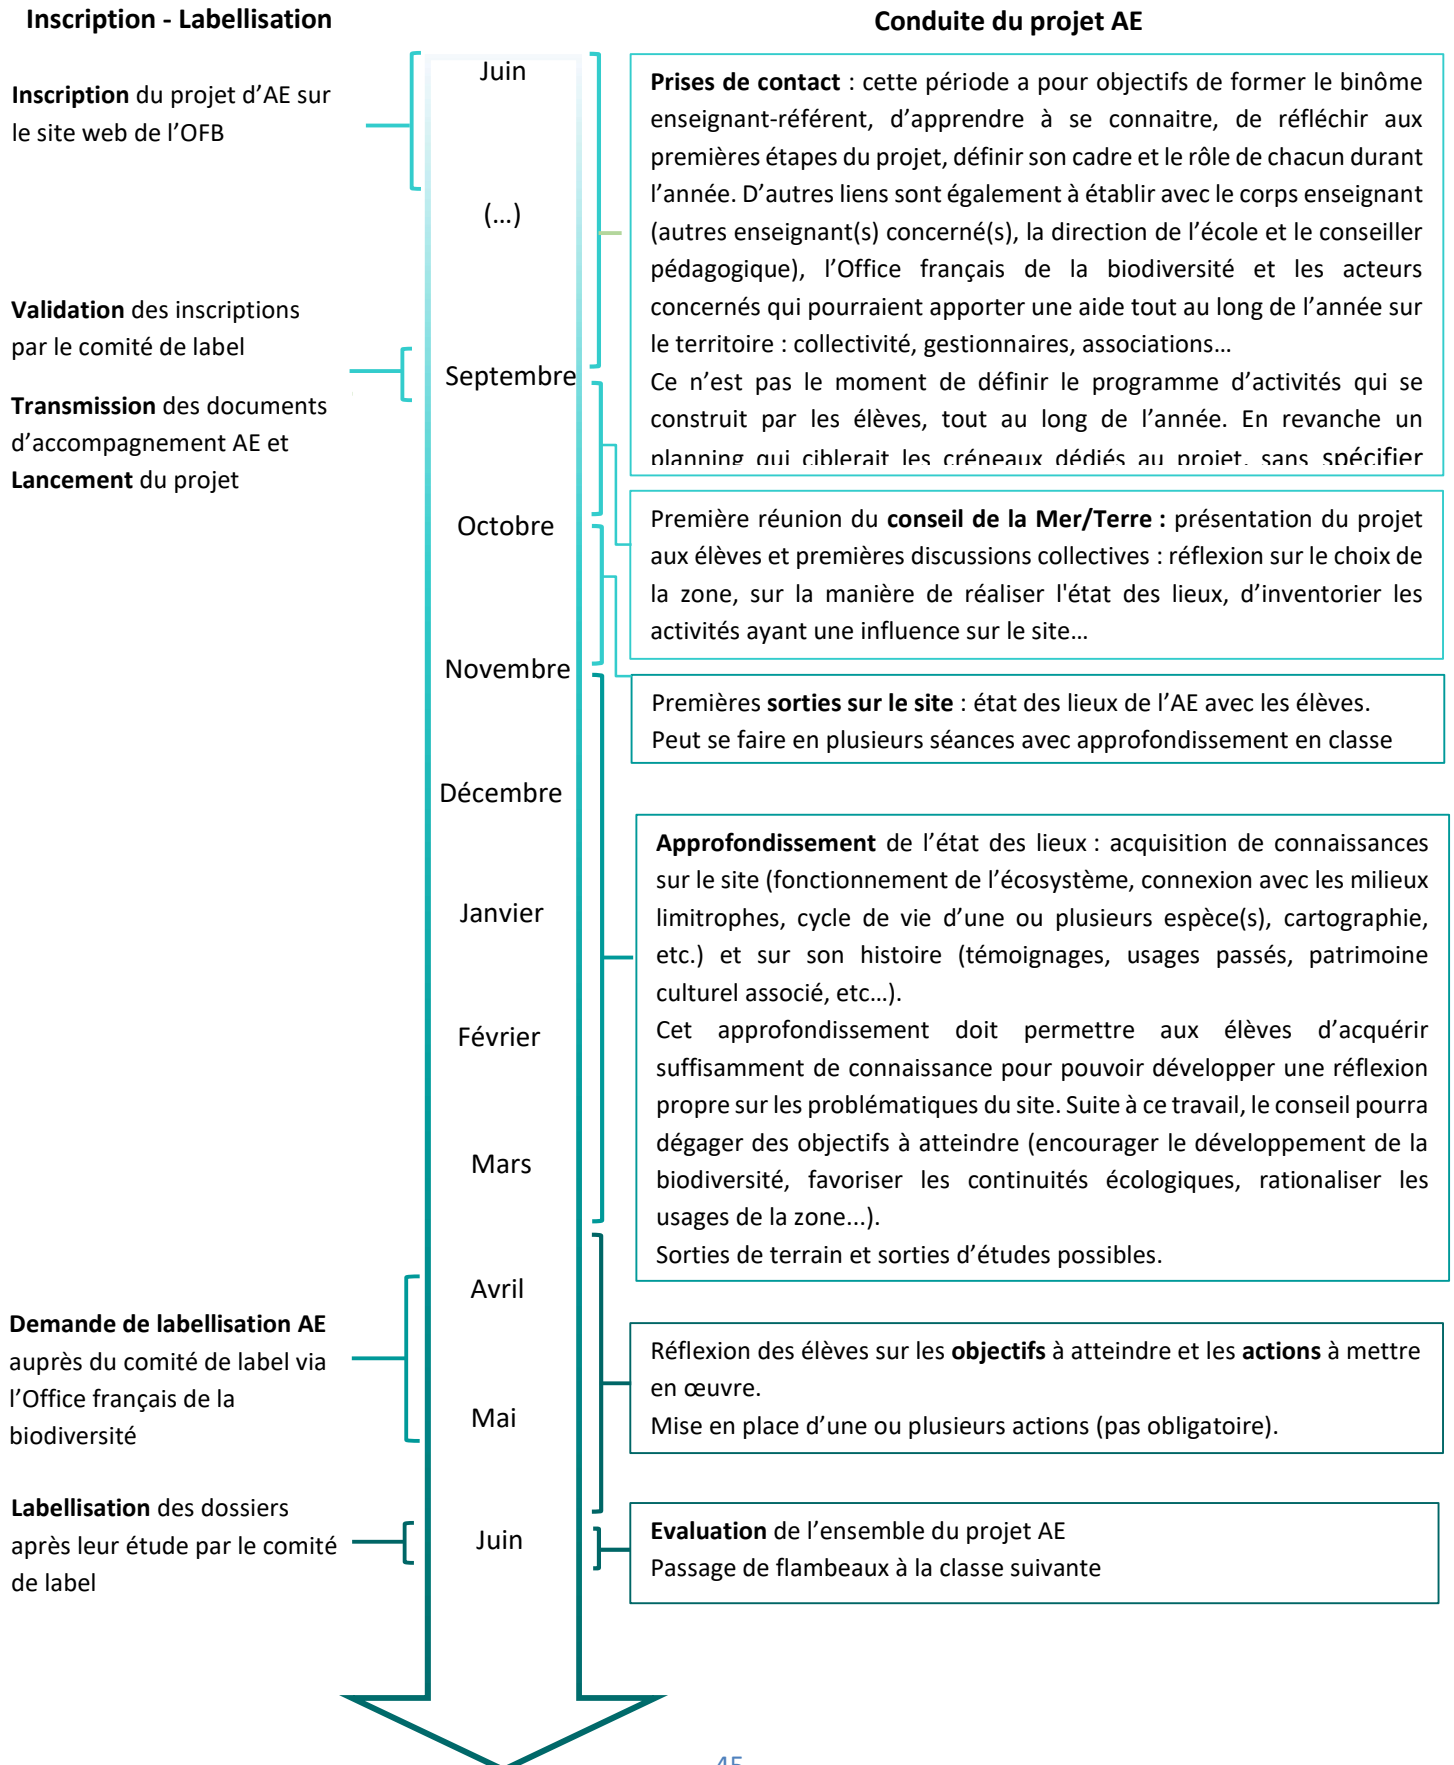 Inscription - Labellisation
Conduite du projet AE
Inscription du projet d’AE sur
le site web de l’OFB
Validation des inscriptions
par le comité de label
Transmission des documents
d’accompagnement AE et
Lancement du projet
Demande de labellisation AE
auprès du comité de label via
l’Office français de la
biodiversité
Labellisation des dossiers
après leur étude par le comité
de label
Juin
(…)
Septembre
Octobre
Novembre
Décembre
Janvier
Février
Mars
Avril
Mai
Juin
Prises de contact : cette période a pour objectifs de former le binôme
enseignant-référent, d’apprendre à se connaitre, de réfléchir aux
premières étapes du projet, définir son cadre et le rôle de chacun durant
l’année. D’autres liens sont également à établir avec le corps enseignant
(autres enseignant(s) concerné(s), la direction de l’école et le conseiller
pédagogique), l’Office français de la biodiversité et les acteurs
concernés qui pourraient apporter une aide tout au long de l’année sur
le territoire : collectivité, gestionnaires, associations…
Ce n’est pas le moment de définir le programme d’activités qui se
construit par les élèves, tout au long de l’année. En revanche un
planning qui ciblerait les créneaux dédiés au projet, sans spécifier
Première réunion du conseil de la Mer/Terre : présentation du projet
aux élèves et premières discussions collectives : réflexion sur le choix de
la zone, sur la manière de réaliser l'état des lieux, d’inventorier les
activités ayant une influence sur le site…
Premières sorties sur le site : état des lieux de l’AE avec les élèves.
Peut se faire en plusieurs séances avec approfondissement en classe
Approfondissement de l’état des lieux : acquisition de connaissances
sur le site (fonctionnement de l’écosystème, connexion avec les milieux
limitrophes, cycle de vie d’une ou plusieurs espèce(s), cartographie,
etc.) et sur son histoire (témoignages, usages passés, patrimoine
culturel associé, etc…).
Cet approfondissement doit permettre aux élèves d’acquérir
suffisamment de connaissance pour pouvoir développer une réflexion
propre sur les problématiques du site. Suite à ce travail, le conseil pourra
dégager des objectifs à atteindre (encourager le développement de la
biodiversité, favoriser les continuités écologiques, rationaliser les
usages de la zone...).
Sorties de terrain et sorties d’études possibles.
Réflexion des élèves sur les objectifs à atteindre et les actions à mettre
en œuvre.
Mise en place d’une ou plusieurs actions (pas obligatoire).
Evaluation de l’ensemble du projet AE
Passage de flambeaux à la classe suivante